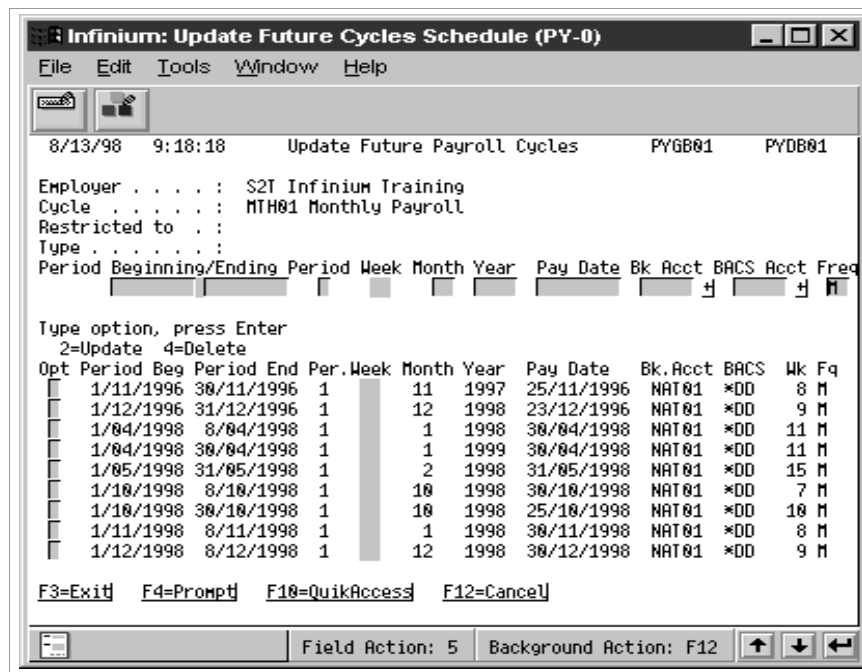 Infinium: Update Future Cycles Schedule (PY-0)
File Edit Tools Window Help
8/13/98 9:18:18 Update Future Payroll Cycles PYGB01 PYDB01
Employer . . . . : S2T Infinium Training
Cycle . . . . . : MTH01 Monthly Payroll
Restricted to . :
Type . . . . . . :
Period Beginning/Ending Period Week Month Year Pay Date Bk Acct BACS Acct Freq
+ + M
Type option, press Enter
2=Update 4=Delete
Opt Period Beg Period End Per. Week Month Year Pay Date Bk.Acct BACS Wk Fq
1/11/1996 30/11/1996 1 11 1997 25/11/1996 NAT01 *DD 8 M
1/12/1996 31/12/1996 1 12 1998 23/12/1996 NAT01 *DD 9 M
1/04/1998 8/04/1998 1 1 1998 30/04/1998 NAT01 *DD 11 M
1/04/1998 30/04/1998 1 1 1999 30/04/1998 NAT01 *DD 11 M
1/05/1998 31/05/1998 1 2 1998 31/05/1998 NAT01 *DD 15 M
1/10/1998 8/10/1998 1 10 1998 30/10/1998 NAT01 *DD 7 M
1/10/1998 30/10/1998 1 10 1998 25/10/1998 NAT01 *DD 10 M
1/11/1998 8/11/1998 1 1 1998 30/11/1998 NAT01 *DD 8 M
1/12/1998 8/12/1998 1 12 1998 30/12/1998 NAT01 *DD 9 M
F3=Exit F4=Prompt F10=QuikAccess F12=Cancel
Field Action: 5 Background Action: F12